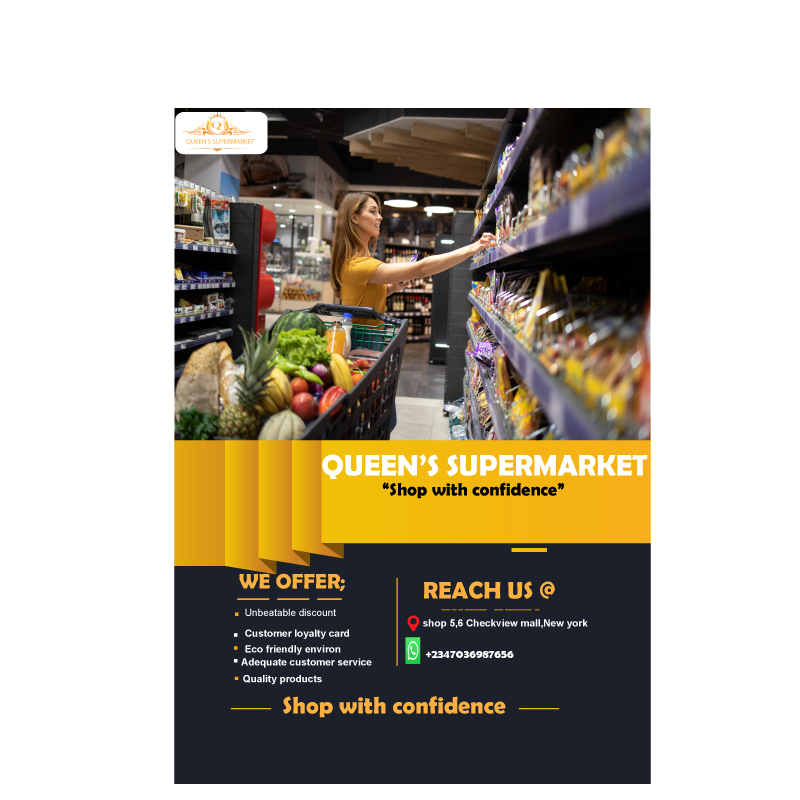 Q
QUEEN'S SUPERMARKET
QUEEN'S SUPERMARKET
“Shop with confidence”
WE OFFER;
Unbeatable discount
Customer loyalty card
Eco friendly environ
Adequate customer service
Quality products
REACH US @
shop 5,6 Checkview mall,New york
+2347036987656
Shop with confidence